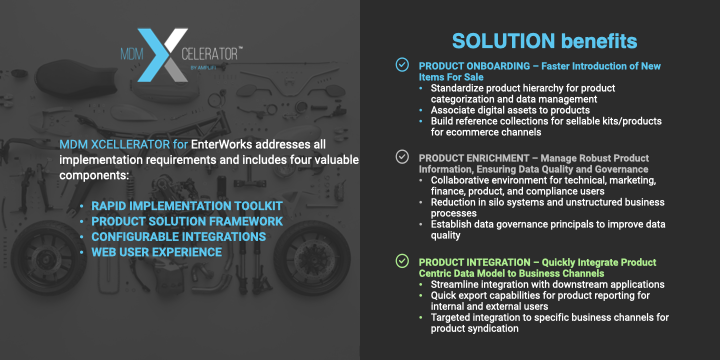 MDM XCELERATOR™
BY AMPLIFI
MDM XCELLERATOR for EnterWorks addresses all
implementation requirements and includes four valuable
components:
• RAPID IMPLEMENTATION TOOLKIT
• PRODUCT SOLUTION FRAMEWORK
• CONFIGURABLE INTEGRATIONS
• WEB USER EXPERIENCE
SOLUTION benefits
PRODUCT ONBOARDING – Faster Introduction of New
Items For Sale
• Standardize product hierarchy for product
categorization and data management
• Associate digital assets to products
• Build reference collections for sellable kits/products
for ecommerce channels
PRODUCT ENRICHMENT – Manage Robust Product
Information, Ensuring Data Quality and Governance
• Collaborative environment for technical, marketing,
finance, product, and compliance users
• Reduction in silo systems and unstructured business
processes
• Establish data governance principals to improve data
quality
PRODUCT INTEGRATION – Quickly Integrate Product
Centric Data Model to Business Channels
• Streamline integration with downstream applications
• Quick export capabilities for product reporting for
internal and external users
• Targeted integration to specific business channels for
product syndication